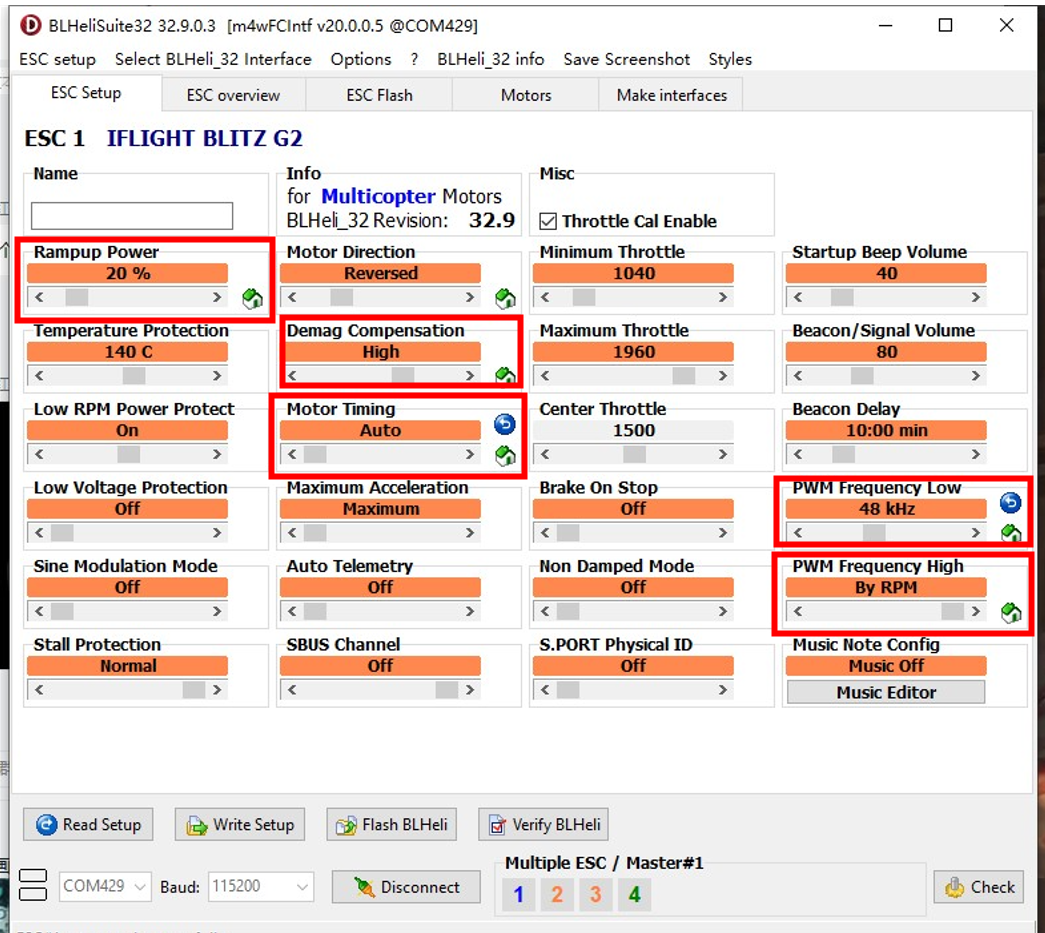 BLHeliSuite32 32.9.0.3 [m4wFCIntf v20.0.0.5 @COM429]
ESC setup Select BLHeli_32 Interface Options ? BLHeli_32 info Save Screenshot Styles
ESC Setup ESC overview ESC Flash Motors Make interfaces
ESC 1 IFLIGHT BLITZ G2
Name
Info
for Multicopter Motors
BLHeli_32 Revision: 32.9
Misc
Throttle Cal Enable
Rampup Power
20 %
Motor Direction
Reversed
Minimum Throttle
1040
Startup Beep Volume
40
Temperature Protection
140 C
Demag Compensation
High
Maximum Throttle
1960
Beacon/Signal Volume
80
Low RPM Power Protect
On
Motor Timing
Auto
Center Throttle
1500
Beacon Delay
10:00 min
Low Voltage Protection
Off
Maximum Acceleration
Maximum
Brake On Stop
Off
PWM Frequency Low
48 kHz
Sine Modulation Mode
Off
Auto Telemetry
Off
Non Damped Mode
Off
PWM Frequency High
By RPM
Stall Protection
Normal
SBUS Channel
Off
S.PORT Physical ID
Off
Music Note Config
Music Off
Music Editor
Read Setup Write Setup Flash BLHeli Verify BLHeli
COM429 Baud: 115200 Disconnect
Multiple ESC / Master#1
1 2 3 4
Check